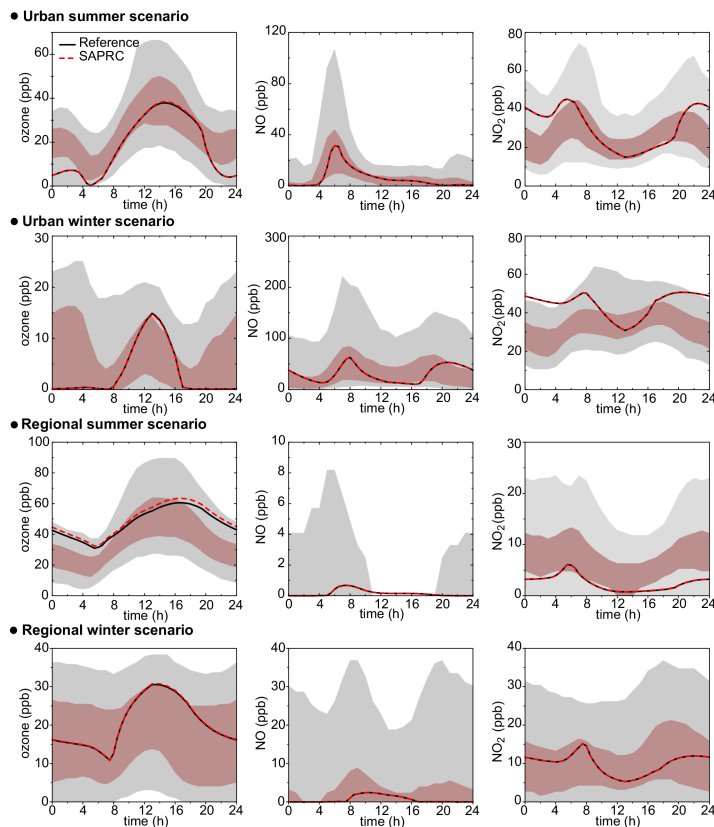 ● Urban summer scenario
Reference
SAPRC
ozone (ppb)
0 20 40 60
0 4 8 12 16 20 24
time (h)
NO (ppb)
0 40 80 120
0 4 8 12 16 20 24
time (h)
NO2 (ppb)
0 20 40 60 80
0 4 8 12 16 20 24
time (h)
● Urban winter scenario
ozone (ppb)
0 10 20 30
0 4 8 12 16 20 24
time (h)
NO (ppb)
0 100 200 300
0 4 8 12 16 20 24
time (h)
NO2 (ppb)
0 20 40 60 80
0 4 8 12 16 20 24
time (h)
● Regional summer scenario
ozone (ppb)
0 20 40 60 80 100
0 4 8 12 16 20 24
time (h)
NO (ppb)
0 2 4 6 8 10
0 4 8 12 16 20 24
time (h)
NO2 (ppb)
0 10 20 30
0 4 8 12 16 20 24
time (h)
● Regional winter scenario
ozone (ppb)
0 10 20 30 40
0 4 8 12 16 20 24
time (h)
NO (ppb)
0 10 20 30 40
0 4 8 12 16 20 24
time (h)
NO2 (ppb)
0 10 20 30 40
0 4 8 12 16 20 24
time (h)